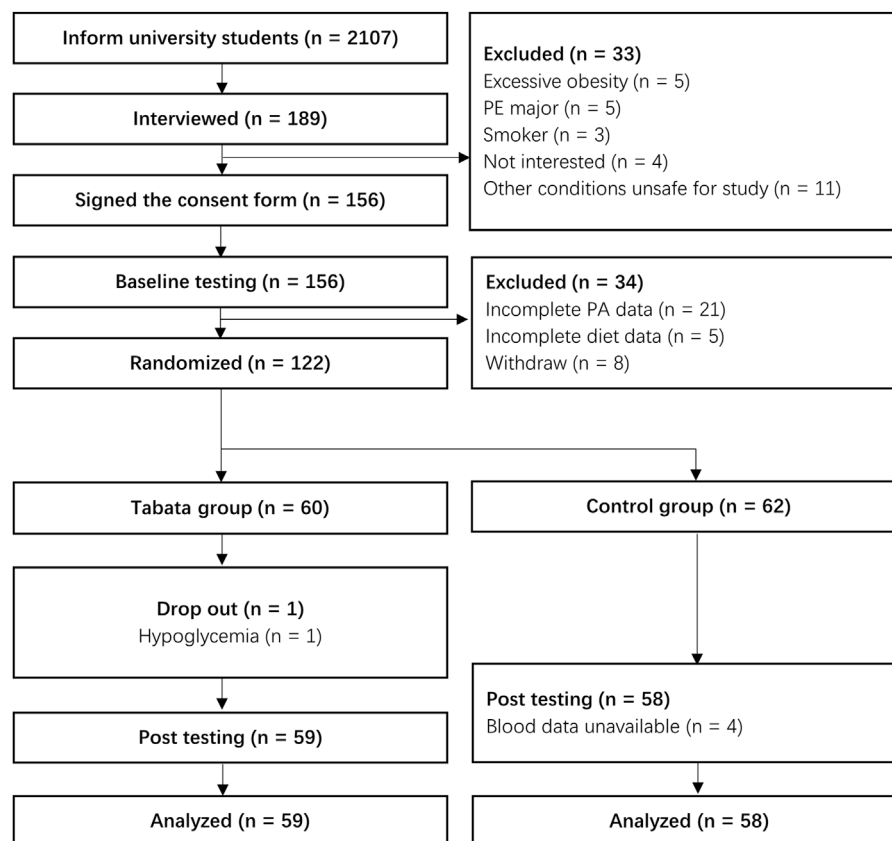 Inform university students (n = 2107)
Interviewed (n = 189)
Excluded (n = 33)
Excessive obesity (n = 5)
PE major (n = 5)
Smoker (n = 3)
Not interested (n = 4)
Other conditions unsafe for study (n = 11)
Signed the consent form (n = 156)
Baseline testing (n = 156)
Excluded (n = 34)
Incomplete PA data (n = 21)
Incomplete diet data (n = 5)
Withdraw (n = 8)
Randomized (n = 122)
Tabata group (n = 60)
Control group (n = 62)
Drop out (n = 1)
Hypoglycemia (n = 1)
Post testing (n = 59)
Post testing (n = 58)
Blood data unavailable (n = 4)
Analyzed (n = 59)
Analyzed (n = 58)